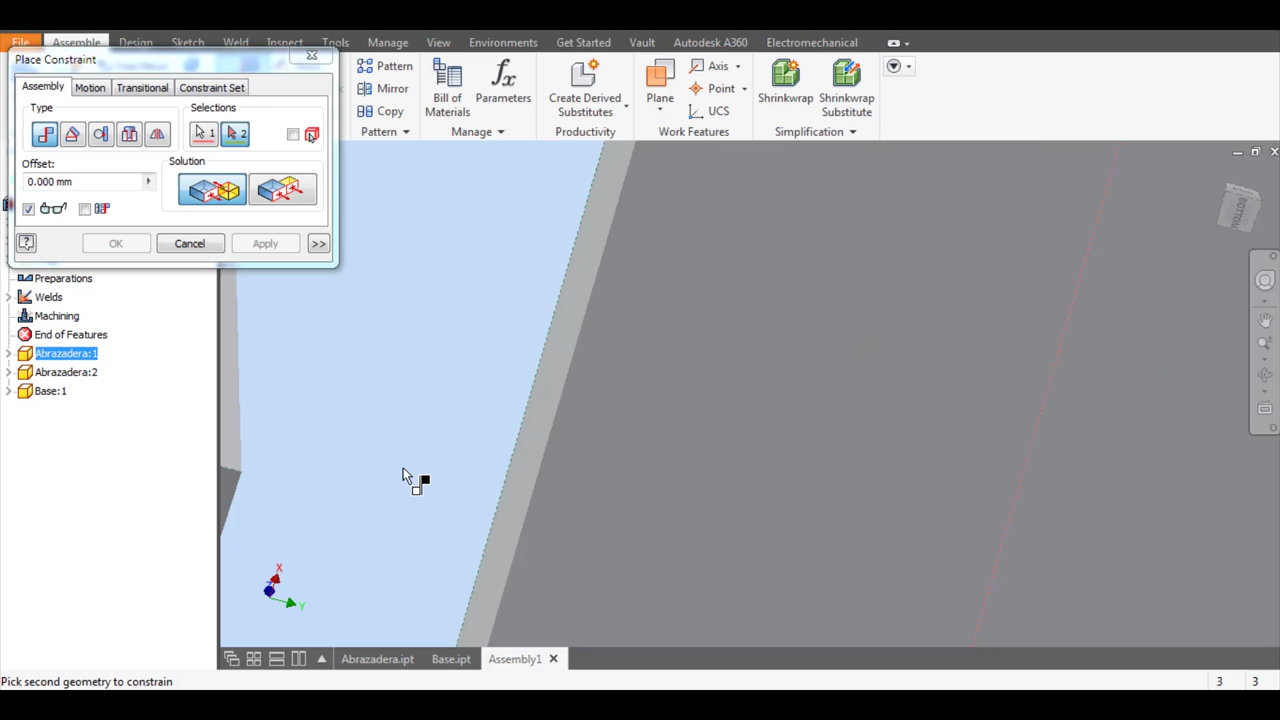 File Assemble Design Sketch Weld Inspect Tools Manage View Environments Get Started Vault Autodesk A360 Electromechanical
Place Constraint
Assembly Motion Transitional Constraint Set
Type Selections
1 2
Offset: Solution
0.000 mm
OK Cancel Apply >>
Pattern
Mirror
Copy
Pattern
Bill of
Materials
Parameters
Manage
Create Derived
Substitutes
Productivity
Plane
Axis
Point
UCS
Work Features
Shrinkwrap
Shrinkwrap
Substitute
Simplification
Preparations
Welds
Machining
End of Features
Abrazadera:1
Abrazadera:2
Base:1
BOTTOM
X
Y
Abrazadera.ipt Base.ipt Assembly1
Pick second geometry to constrain 3 3